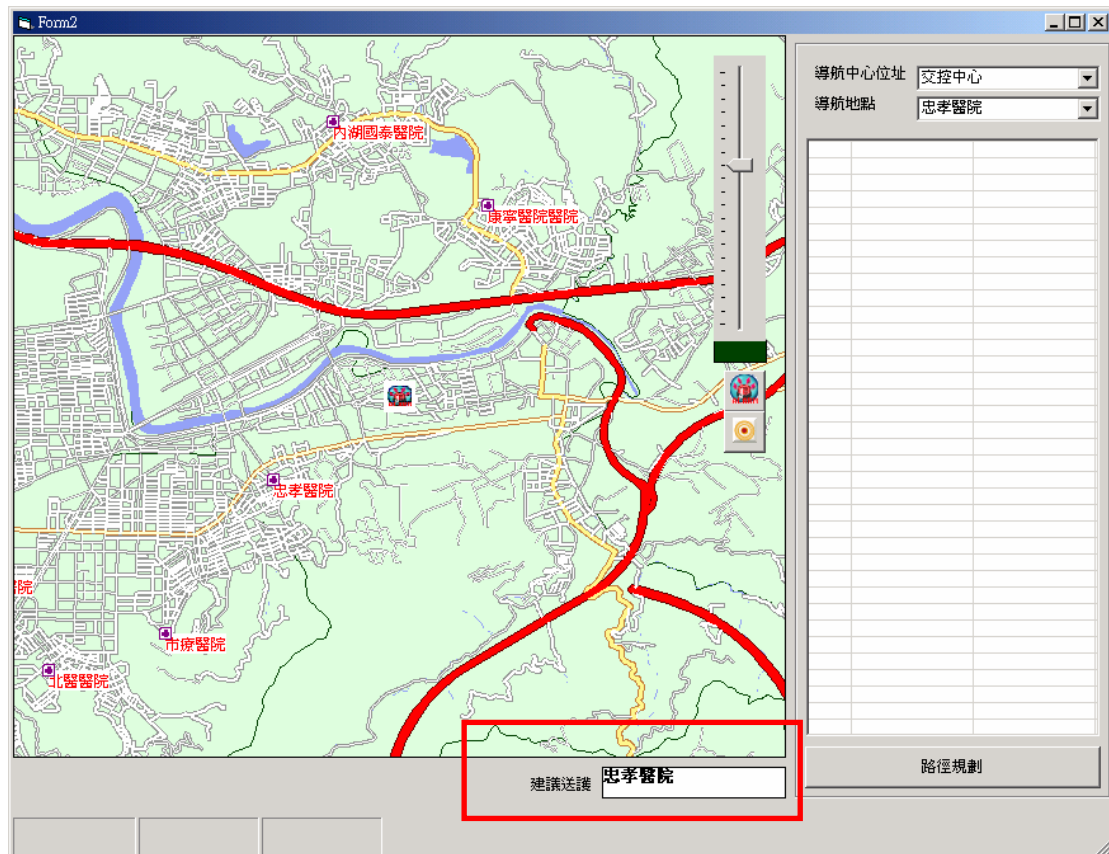 Form2
導航中心位址 交控中心
導航地點 忠孝醫院
內湖國泰醫院
康寧醫院醫院
忠孝醫院
院
市療醫院
北醫醫院
建議送護 忠孝醫院
路徑規劃